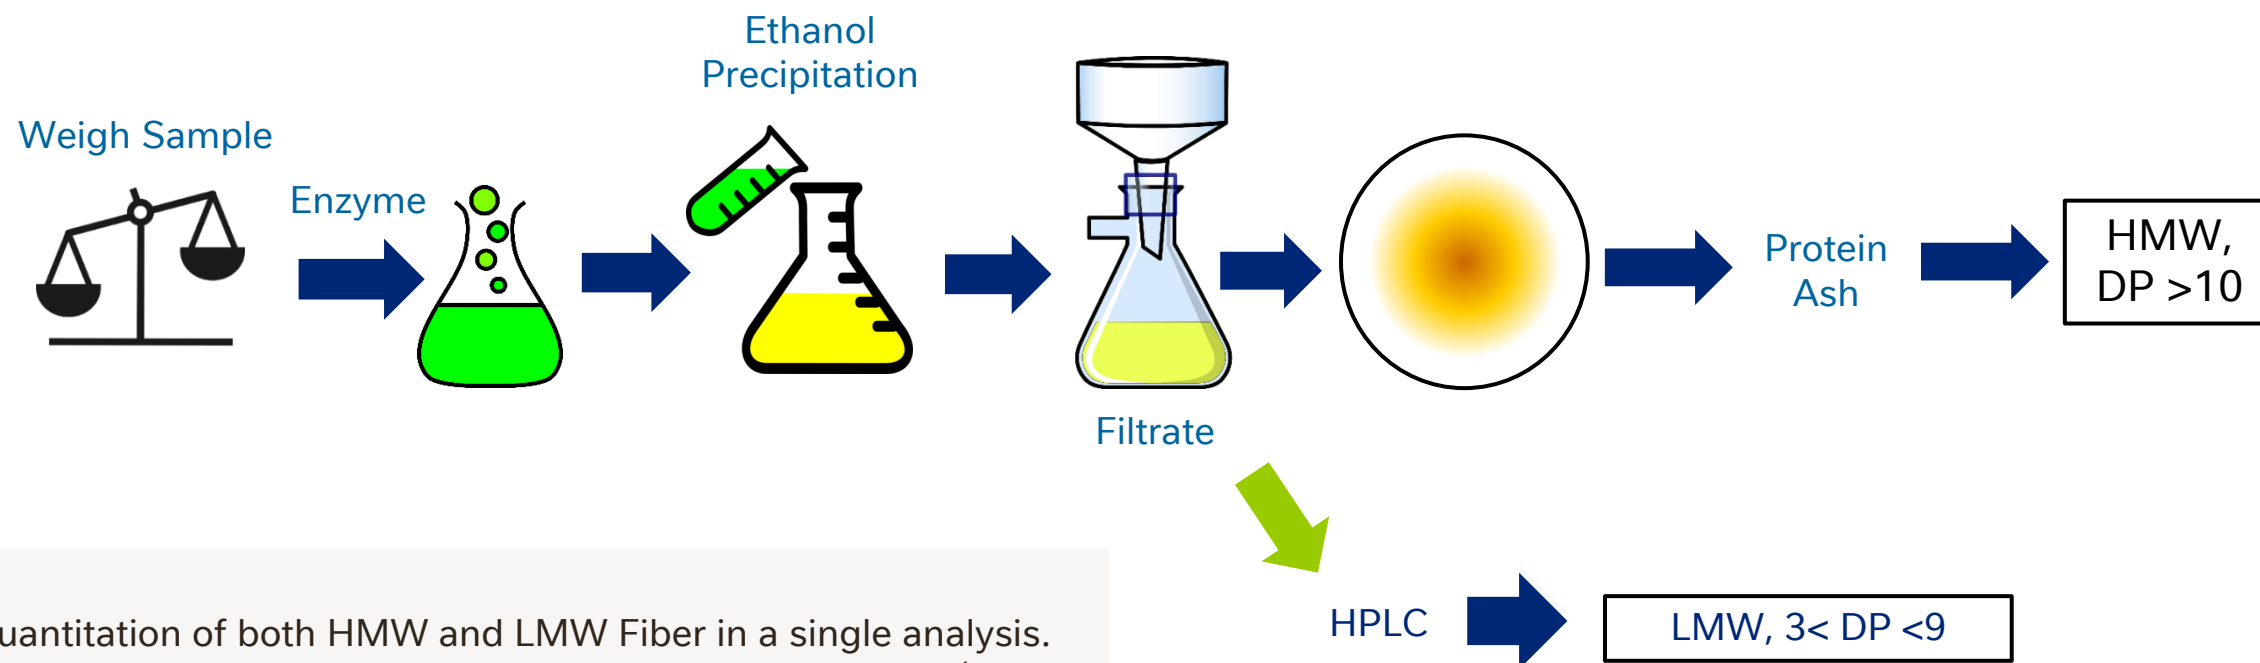 Ethanol
Precipitation
Weigh Sample
Enzyme
Protein
Ash
HMW,
DP >10
Filtrate
HPLC
LMW, 3< DP <9
of both HMW and LMW Fiber in a single analysis.